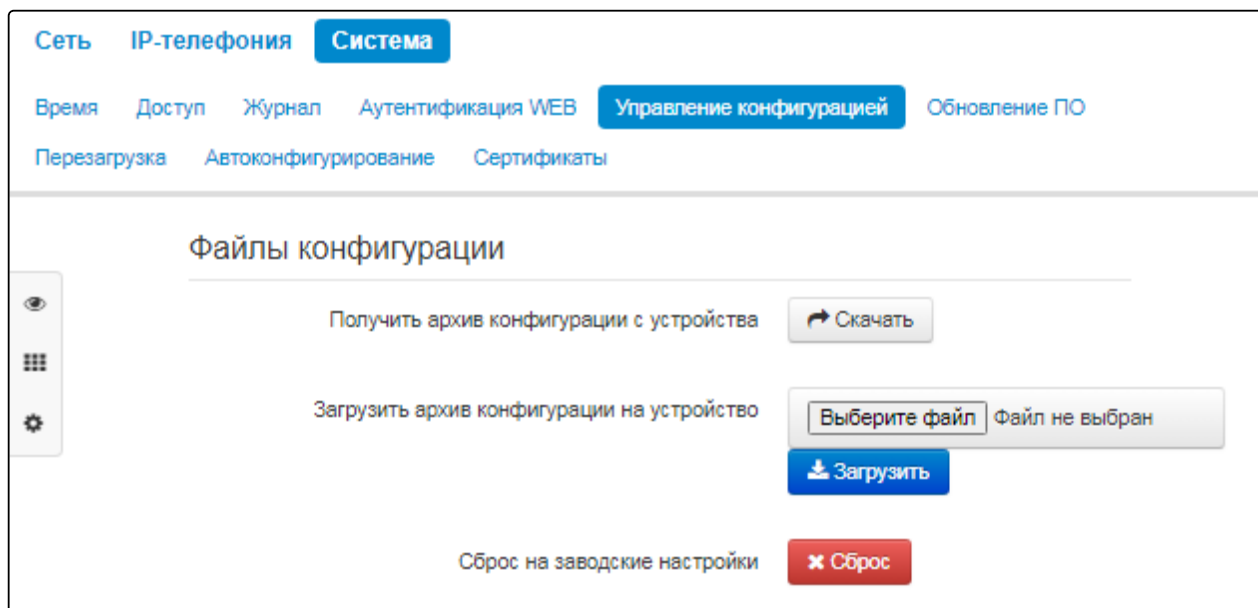 Сеть IP-телефония Система
Время Доступ Журнал Аутентификация WEB Управление конфигурацией Обновление ПО
Перезагрузка Автоконфигурирование Сертификаты
Файлы конфигурации
Получить архив конфигурации с устройства Скачать
Загрузить архив конфигурации на устройство Выберите файл Файл не выбран
Загрузить
Сброс на заводские настройки Сброс